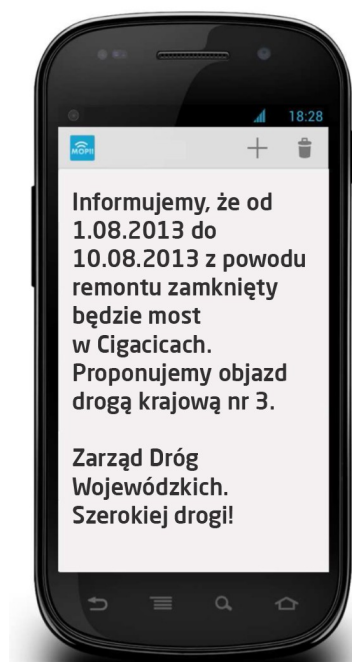 18:28
MOPII
Informujemy, że od
1.08.2013 do
10.08.2013 z powodu
remontu zamknięty
będzie most
w Cigacicach.
Proponujemy objazd
drogą krajową nr 3.
Zarząd Dróg
Wojewódzkich.
Szerokiej drogi!